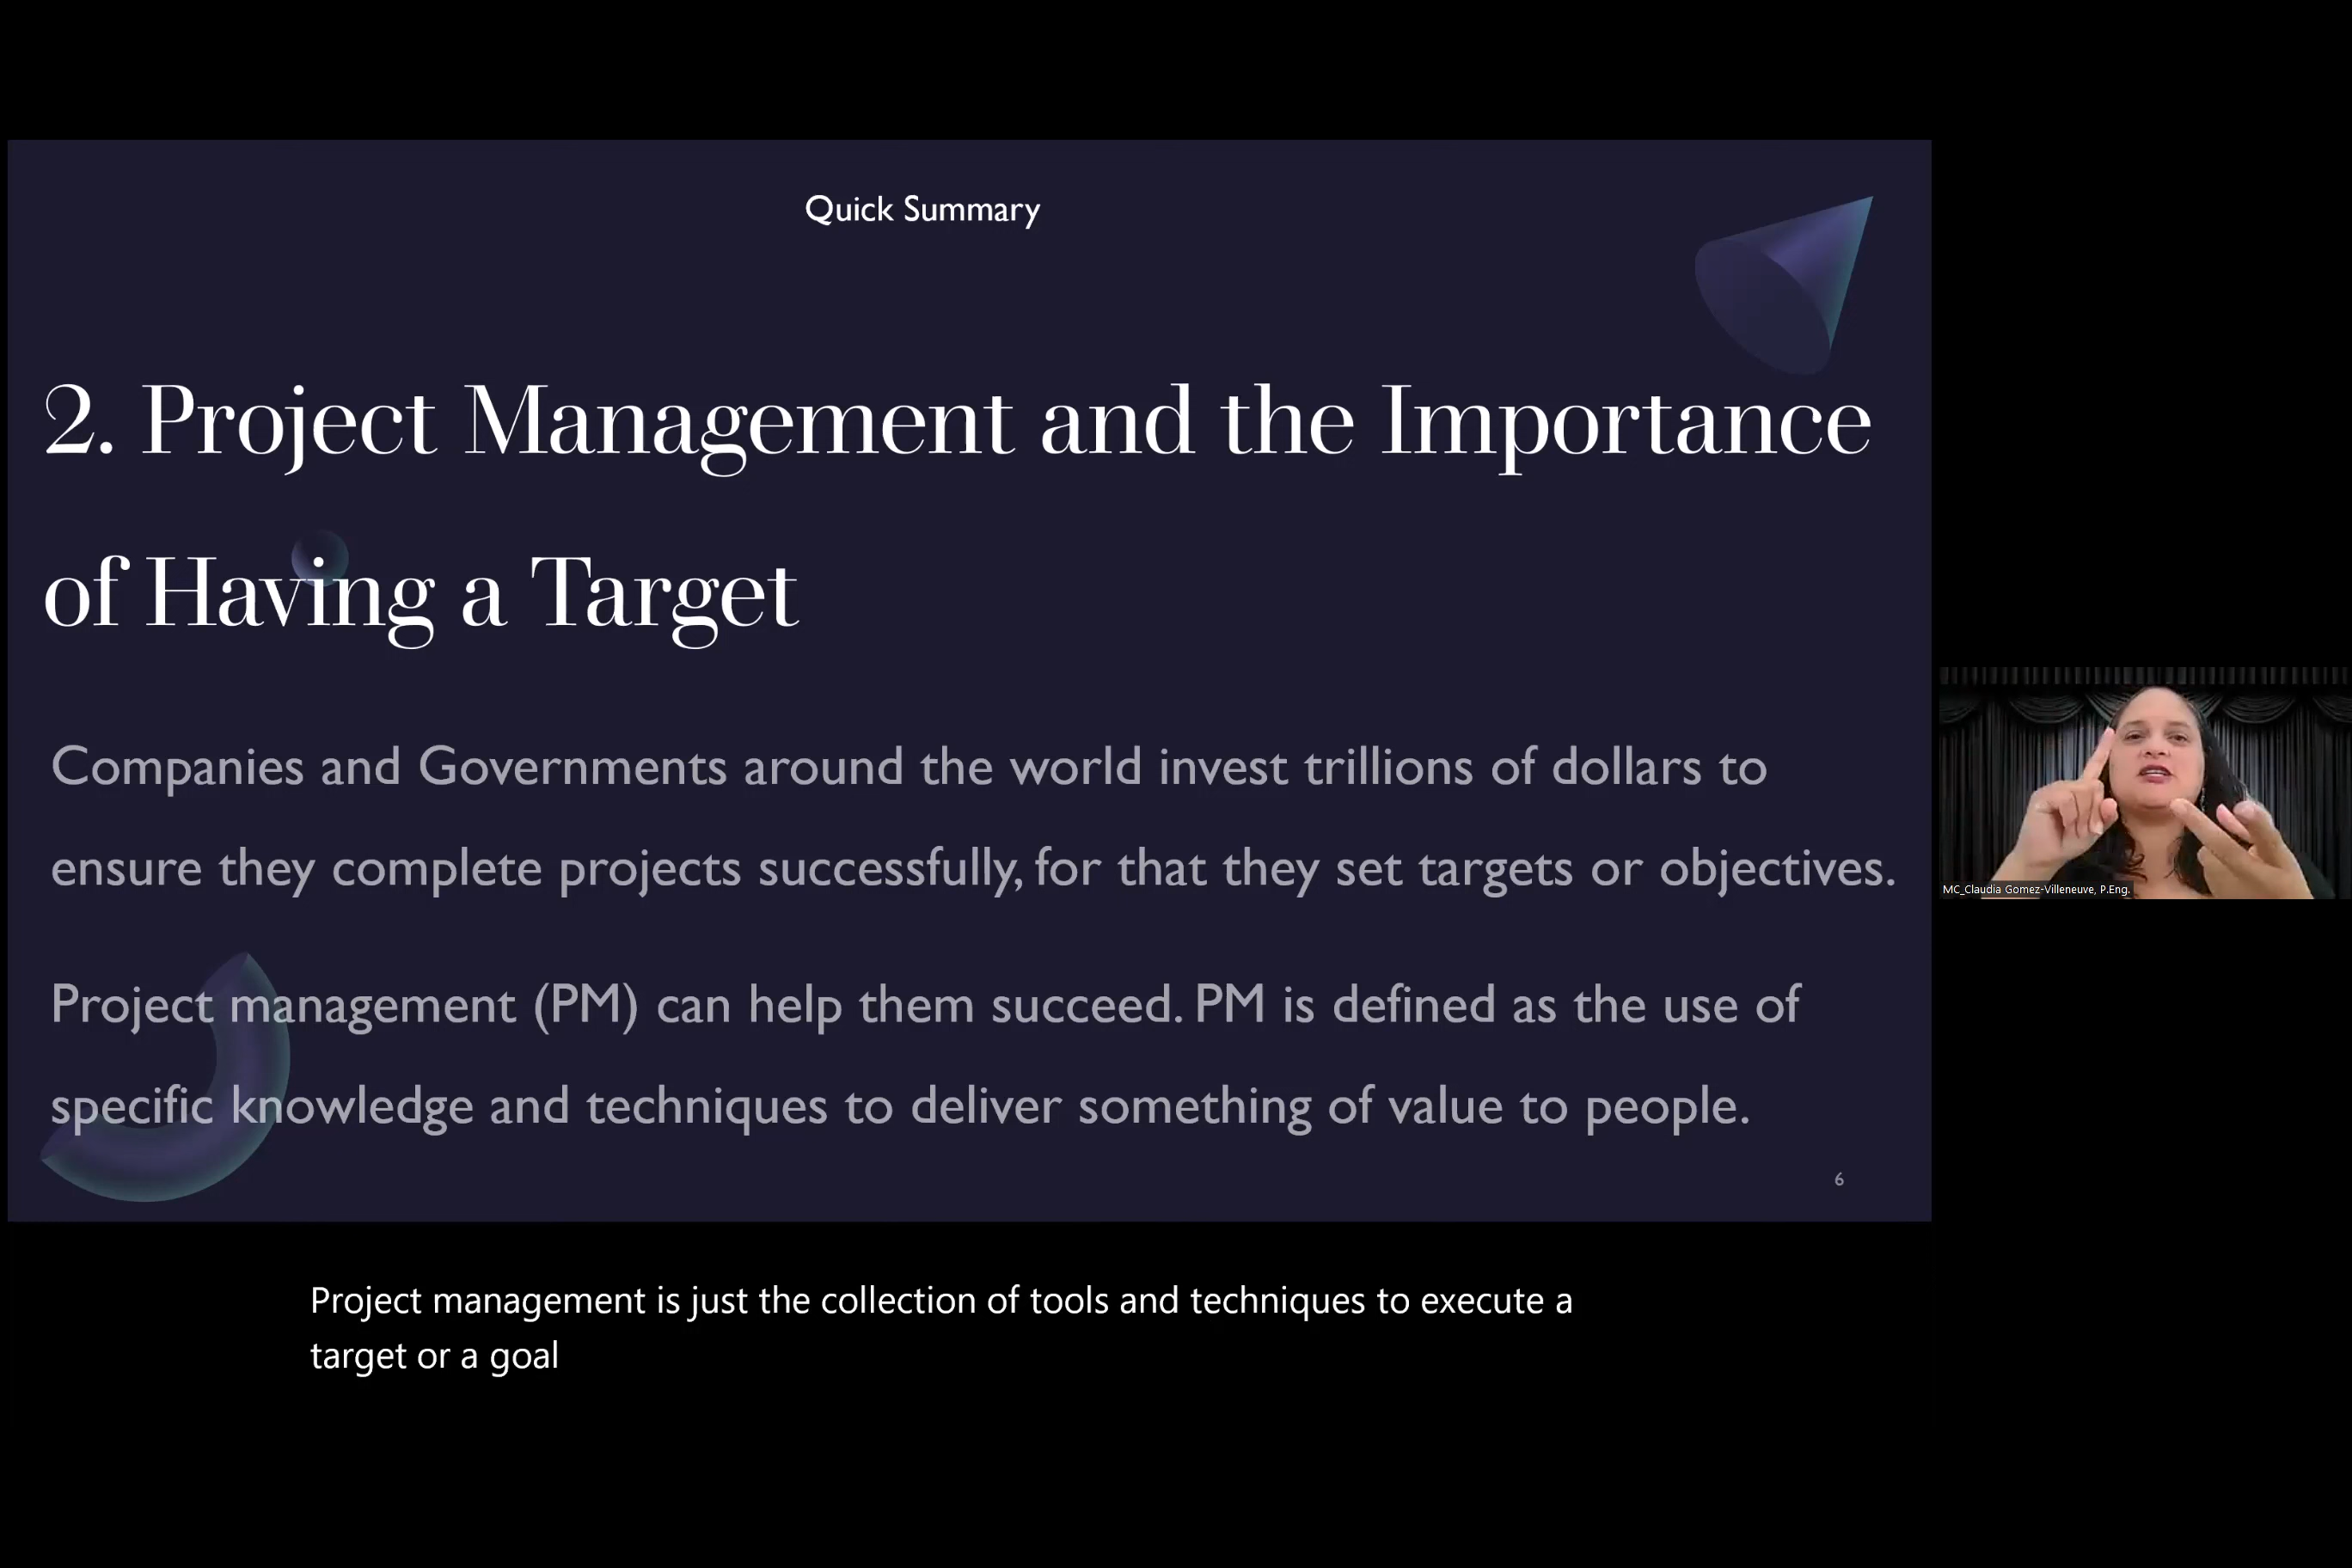 Quick Summary
2. Project Management and the Importance
of Having a Target
Companies and Governments around the world invest trillions of dollars to
ensure they complete projects successfully, for that they set targets or objectives.
Project management (PM) can help them succeed. PM is defined as the use of
specific knowledge and techniques to deliver something of value to people.
6
MC_Claudia Gomez-Villeneuve, P.Eng.
Project management is just the collection of tools and techniques to execute a
target or a goal